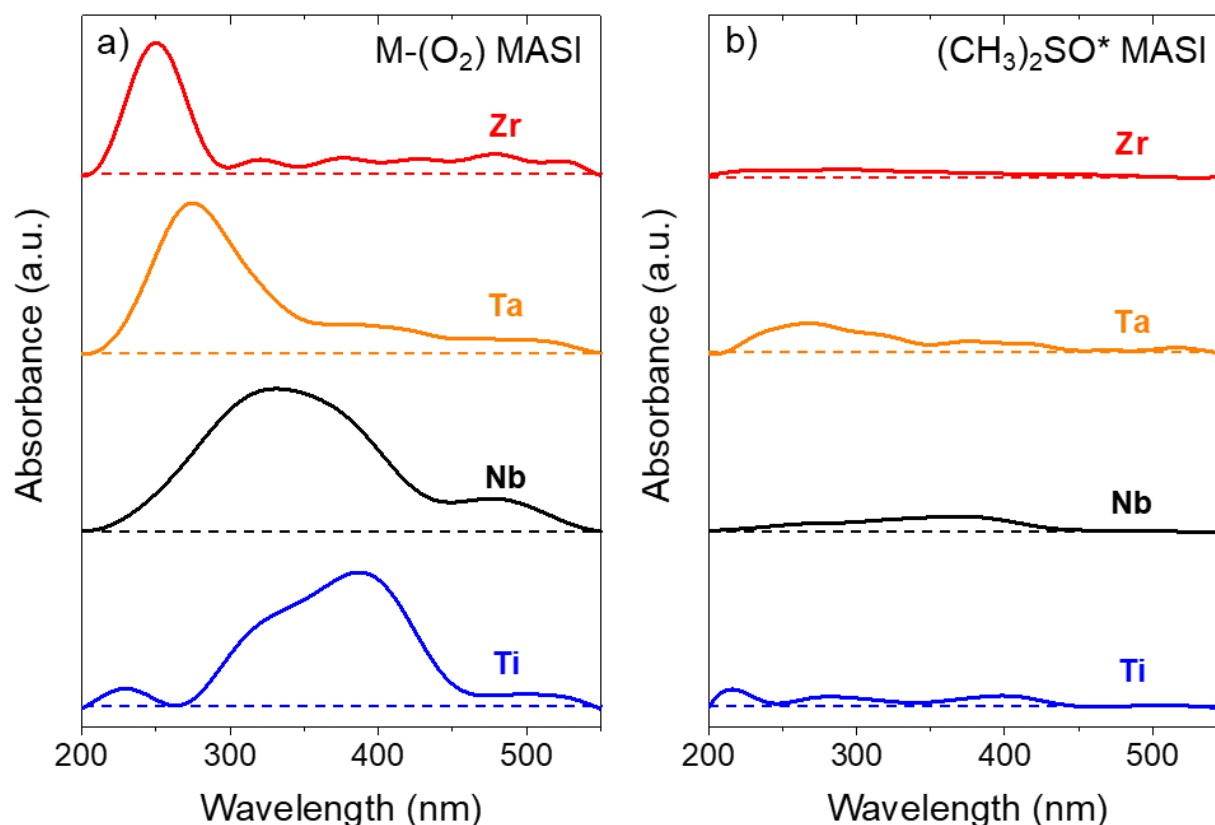 a)
M-(O₂) MASI
Zr
Ta
Nb
Ti
Absorbance (a.u.)
200
300
400
500
Wavelength (nm)
b)
(CH₃)₂SO* MASI
Zr
Ta
Nb
Ti
Absorbance (a.u.)
200
300
400
500
Wavelength (nm)